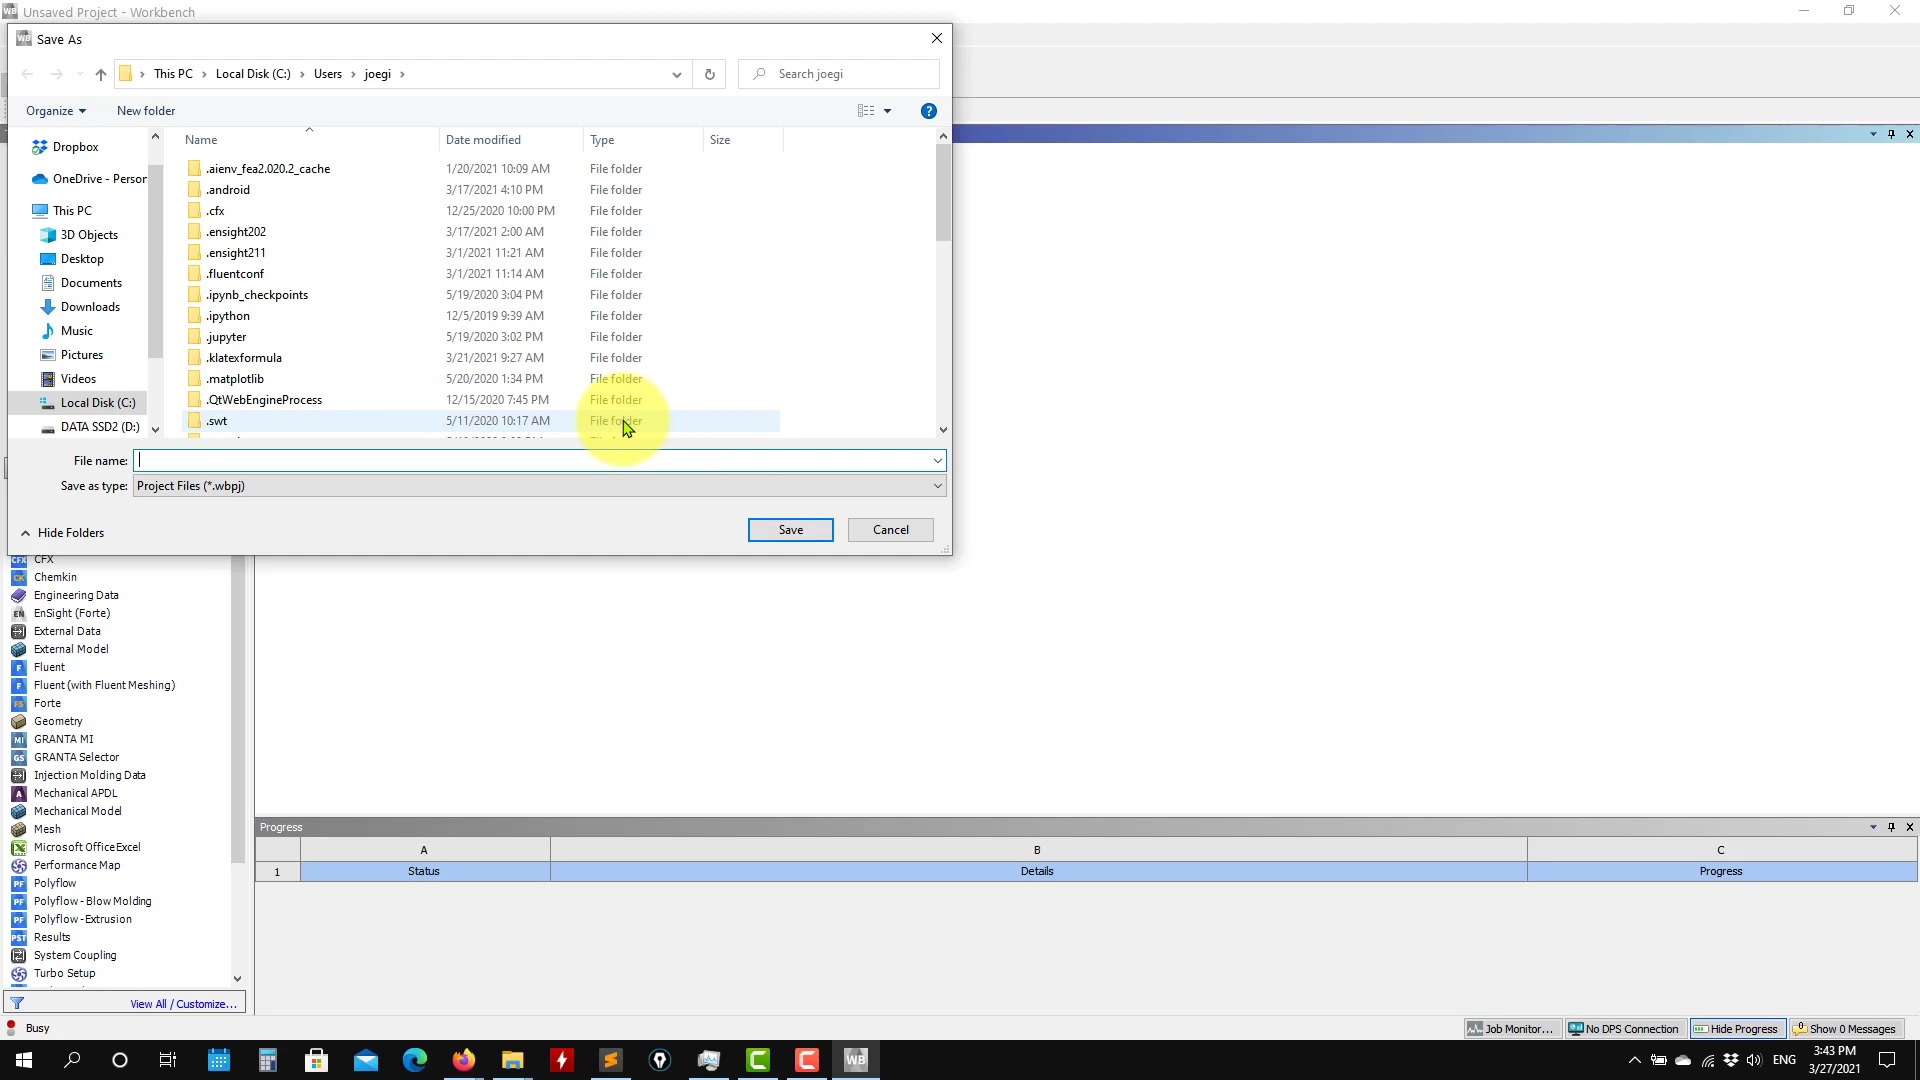 Unsaved Project - Workbench
Save As
This PC > Local Disk (C:) > Users > joegi >
Search joegi
Organize
New folder
Name Date modified Type Size
Dropbox
OneDrive - Person
This PC
3D Objects
Desktop
Documents
Downloads
Music
Pictures
Videos
Local Disk (C:)
DATA SSD2 (D:)
.aienv_fea2.020.2_cache 1/20/2021 10:09 AM File folder
.android 3/17/2021 4:10 PM File folder
.cfx 12/25/2020 10:00 PM File folder
.ensight202 3/17/2021 2:00 AM File folder
.ensight211 3/1/2021 11:21 AM File folder
.fluentconf 3/1/2021 11:14 AM File folder
.ipynb_checkpoints 5/19/2020 3:04 PM File folder
.ipython 12/5/2019 9:39 AM File folder
.jupyter 5/19/2020 3:02 PM File folder
.klatexformula 3/21/2021 9:27 AM File folder
.matplotlib 5/20/2020 1:34 PM File folder
.QtWebEngineProcess 12/15/2020 7:45 PM File folder
.swt 5/11/2020 10:17 AM File folder
File name:
Save as type: Project Files (*.wbpj)
Hide Folders
Save
Cancel
CFX
Chemkin
Engineering Data
EnSight (Forte)
External Data
External Model
Fluent
Fluent (with Fluent Meshing)
Forte
Geometry
GRANTA MI
GRANTA Selector
Injection Molding Data
Mechanical APDL
Mechanical Model
Mesh
Microsoft Office Excel
Performance Map
Polyflow
Polyflow - Blow Molding
Polyflow - Extrusion
Results
System Coupling
Turbo Setup
View All / Customize...
Progress
A B C
1 Status Details Progress
Busy
Job Monitor...
No DPS Connection
Hide Progress
Show 0 Messages
ENG
3:43 PM
3/27/2021